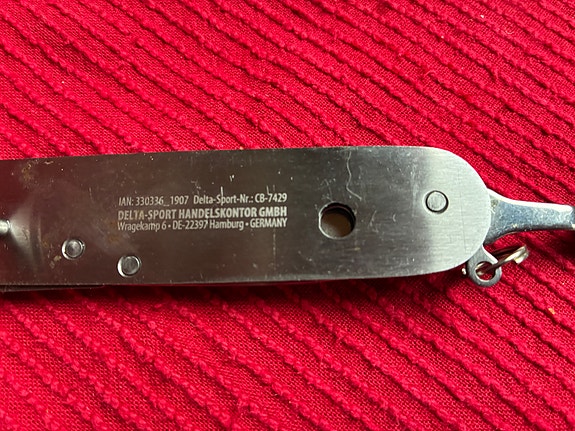 IAN: 330336_1907 Delta-Sport-Nr.: CB-7429
DELTA-SPORT HANDELSKONTOR GMBH
Wragekamp 6 • DE-22397 Hamburg • GERMANY